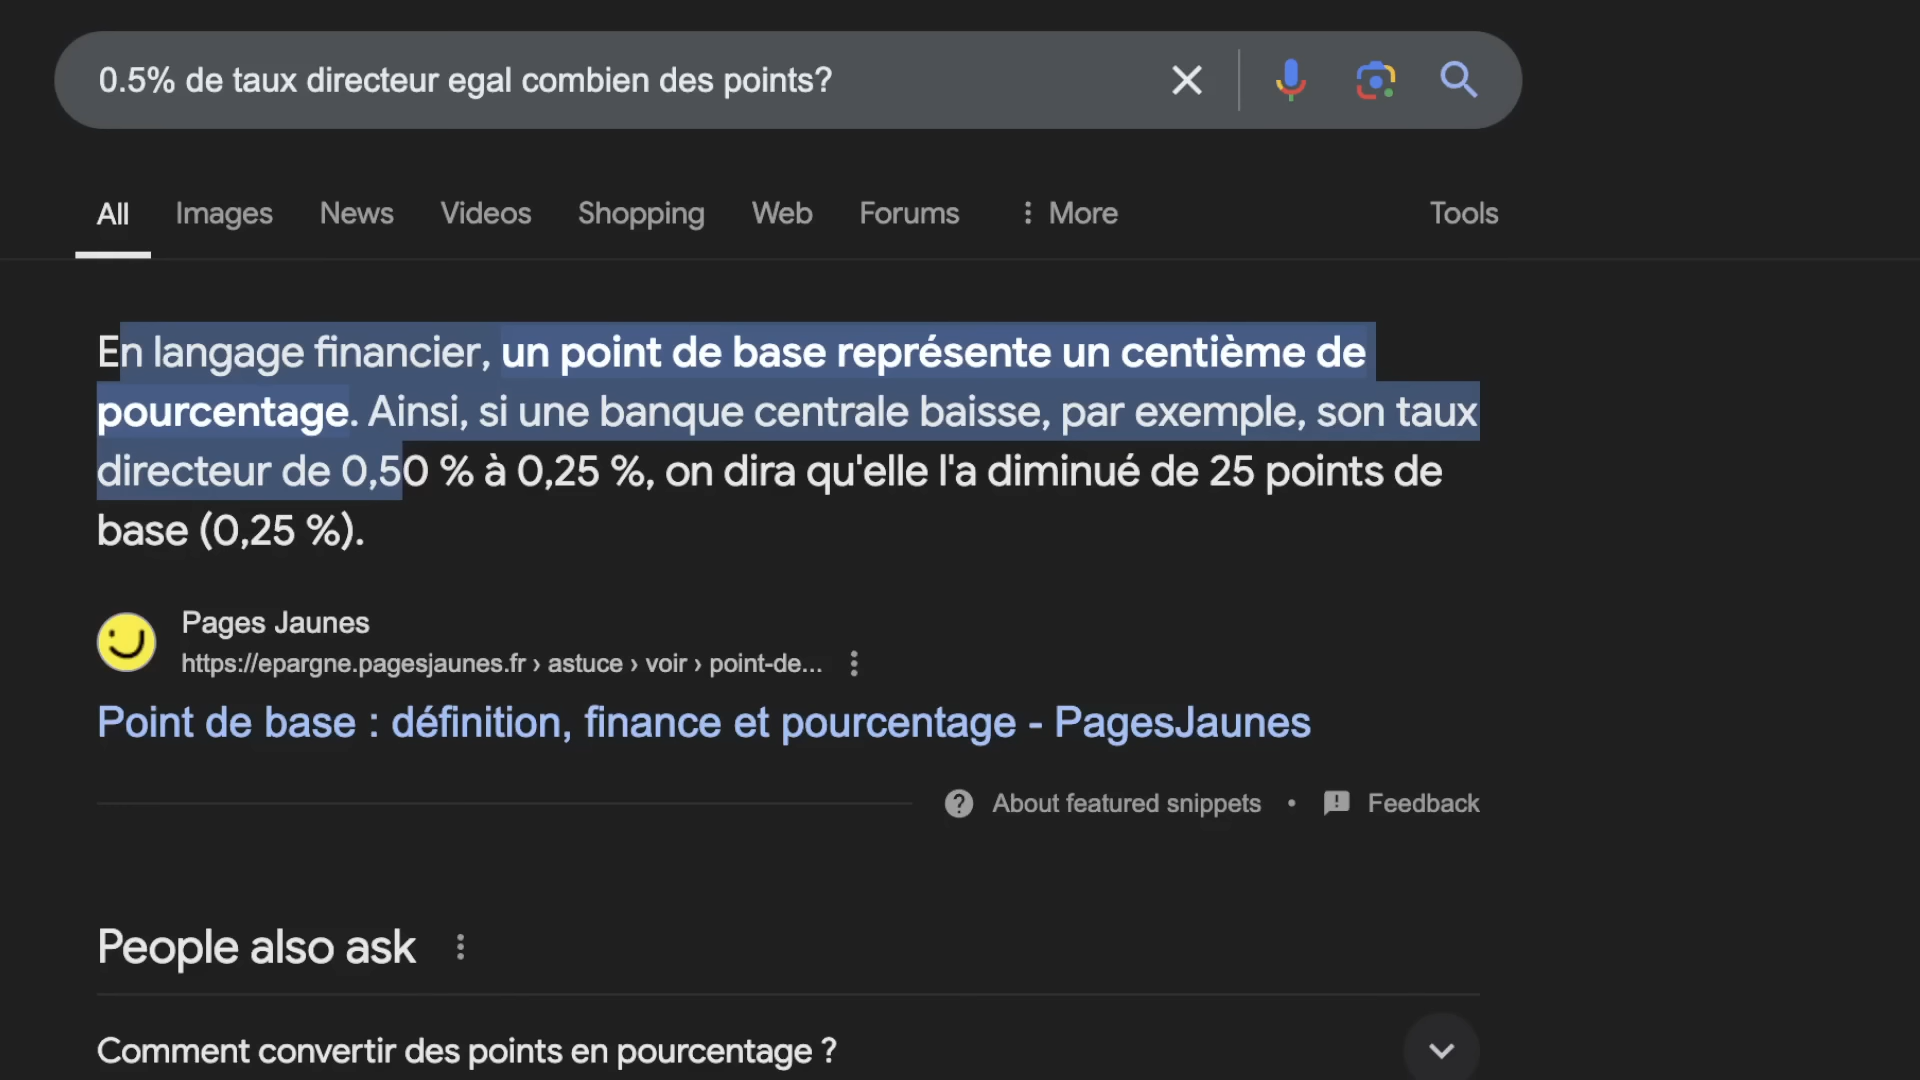 0.5% de taux directeur egal combien des points?
All Images News Videos Shopping Web Forums More Tools
En langage financier, un point de base représente un centième de
pourcentage. Ainsi, si une banque centrale baisse, par exemple, son taux
directeur de 0,50 % à 0,25 %, on dira qu'elle l'a diminué de 25 points de
base (0,25 %).
Pages Jaunes
https://epargne.pagesjaunes.fr › astuce › voir › point-de...
Point de base : définition, finance et pourcentage - PagesJaunes
About featured snippets • Feedback
People also ask
Comment convertir des points en pourcentage ?